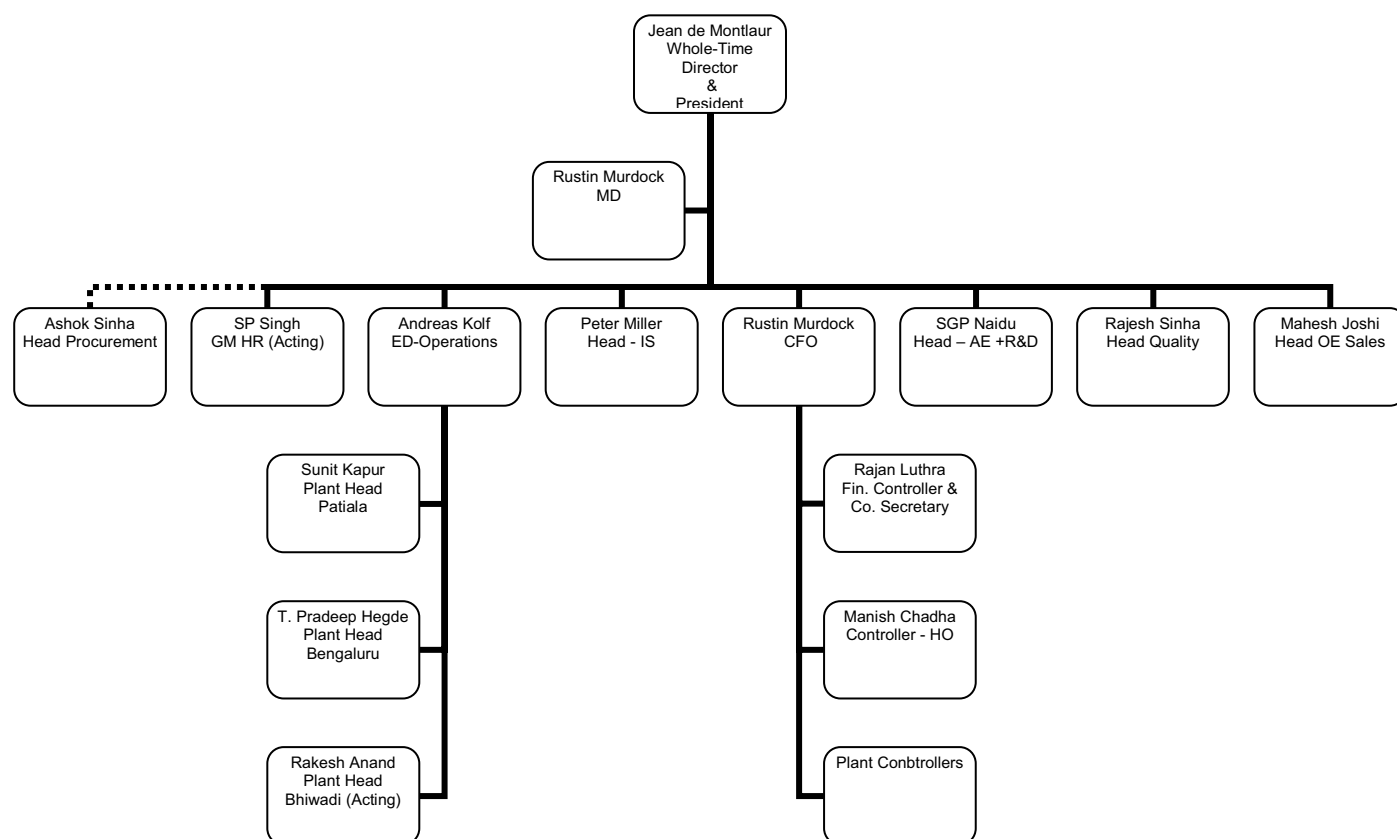 Jean de Montlaur
Whole-Time
Director
&
President
Rustin Murdock
MD
Ashok Sinha
Head Procurement
SP Singh
GM HR (Acting)
Andreas Kolf
ED-Operations
Peter Miller
Head - IS
Rustin Murdock
CFO
SGP Naidu
Head – AE +R&D
Rajesh Sinha
Head Quality
Mahesh Joshi
Head OE Sales
Sunit Kapur
Plant Head
Patiala
Rajan Luthra
Fin. Controller &
Co. Secretary
T. Pradeep Hegde
Plant Head
Bengaluru
Manish Chadha
Controller - HO
Rakesh Anand
Plant Head
Bhiwadi (Acting)
Plant Conbtrollers